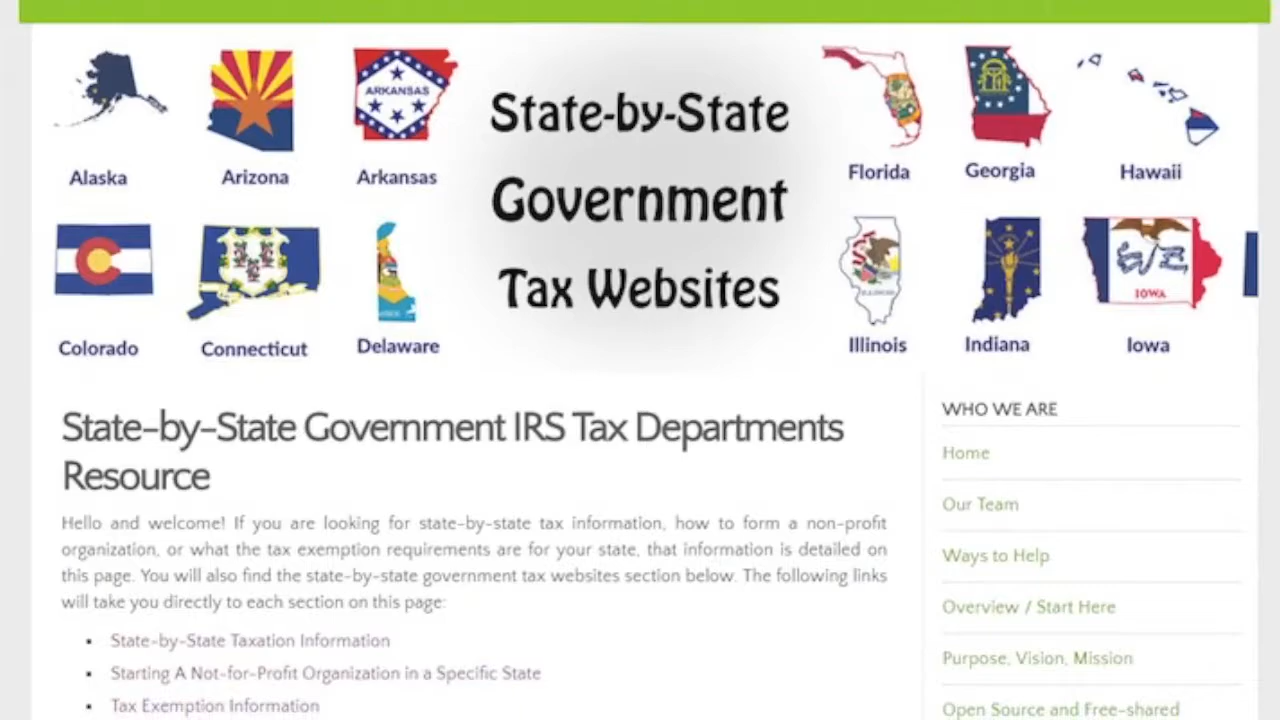 Alaska
Arizona
ARKANSAS
Arkansas
Colorado
Connecticut
Delaware
State-by-State
Government
Tax Websites
Florida
Georgia
Hawaii
ILLINOIS
Illinois
Indiana
IOWA
Iowa
State-by-State Government IRS Tax Departments
Resource
Hello and welcome! If you are looking for state-by-state tax information, how to form a non-profit
organization, or what the tax exemption requirements are for your state, that information is detailed on
this page. You will also find the state-by-state government tax websites section below. The following links
will take you directly to each section on this page:
▪ State-by-State Taxation Information
▪ Starting A Not-for-Profit Organization in a Specific State
▪ Tax Exemption Information
WHO WE ARE
Home
Our Team
Ways to Help
Overview / Start Here
Purpose, Vision, Mission
Open Source and Free-shared